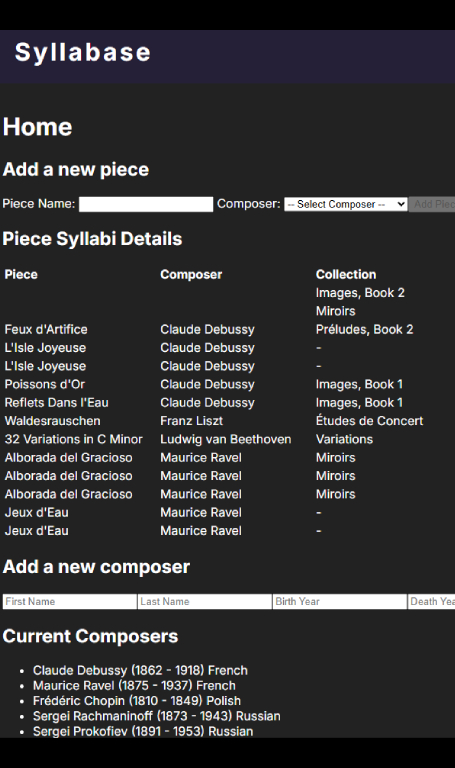 Syllabase
Home
Add a new piece
Piece Name: Composer: -- Select Composer -- Add Piec
Piece Syllabi Details
Piece Composer Collection
Images, Book 2
Miroirs
Feux d'Artifice Claude Debussy Préludes, Book 2
L'Isle Joyeuse Claude Debussy -
L'Isle Joyeuse Claude Debussy -
Poissons d'Or Claude Debussy Images, Book 1
Reflets Dans l'Eau Claude Debussy Images, Book 1
Waldesrauschen Franz Liszt Études de Concert
32 Variations in C Minor Ludwig van Beethoven Variations
Alborada del Gracioso Maurice Ravel Miroirs
Alborada del Gracioso Maurice Ravel Miroirs
Alborada del Gracioso Maurice Ravel Miroirs
Jeux d'Eau Maurice Ravel -
Jeux d'Eau Maurice Ravel -
Add a new composer
First Name Last Name Birth Year Death Yea
Current Composers
• Claude Debussy (1862 - 1918) French
• Maurice Ravel (1875 - 1937) French
• Frédéric Chopin (1810 - 1849) Polish
• Sergei Rachmaninoff (1873 - 1943) Russian
• Sergei Prokofiev (1891 - 1953) Russian